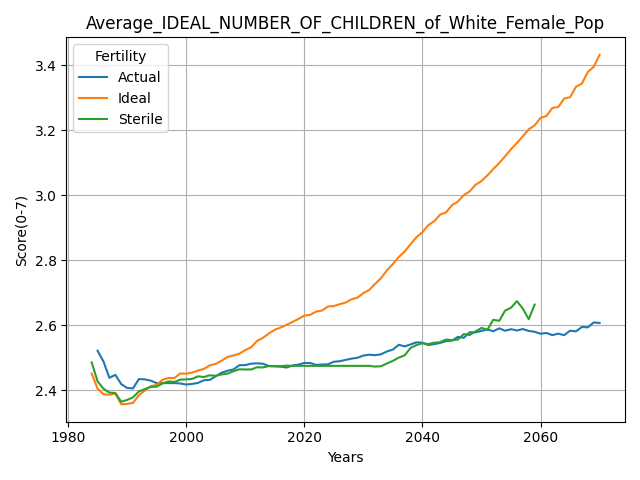 Average_IDEAL_NUMBER_OF_CHILDREN_of_White_Female_Pop
Fertility
Actual
Ideal
Sterile
Score(0-7)
3.4
3.2
3.0
2.8
2.6
2.4
1980 2000 2020 2040 2060
Years